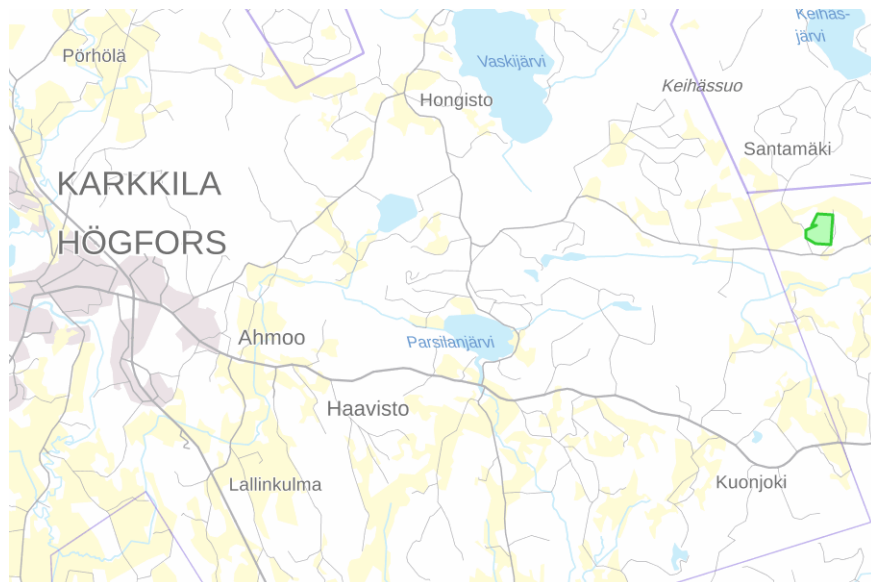 Keihäs-
järvi
Pörhölä
Vaskijärvi
Keihässuo
Hongisto
Santamäki
KARKKILA
HÖGFORS
Ahmoo
Parsilanjärvi
Haavisto
Lallinkulma
Kuonjoki